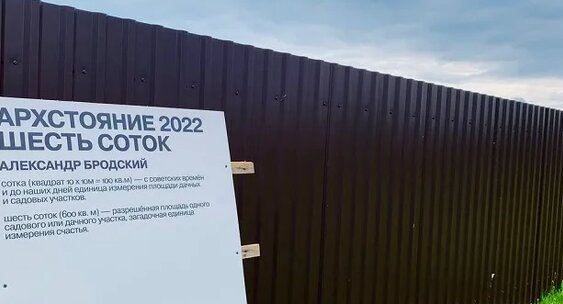 АРХСТОЯНИЕ 2022
ШЕСТЬ СОТОК
АЛЕКСАНДР БРОДСКИЙ
сотка (квадрат 10 х 10м = 100 кв.м) — с советских времён
и до наших дней единица измерения площади дачных
и садовых участков.
шесть соток (600 кв. м) — разрешённая площадь одного
садового или дачного участка, загадочная единица
измерения счастья.